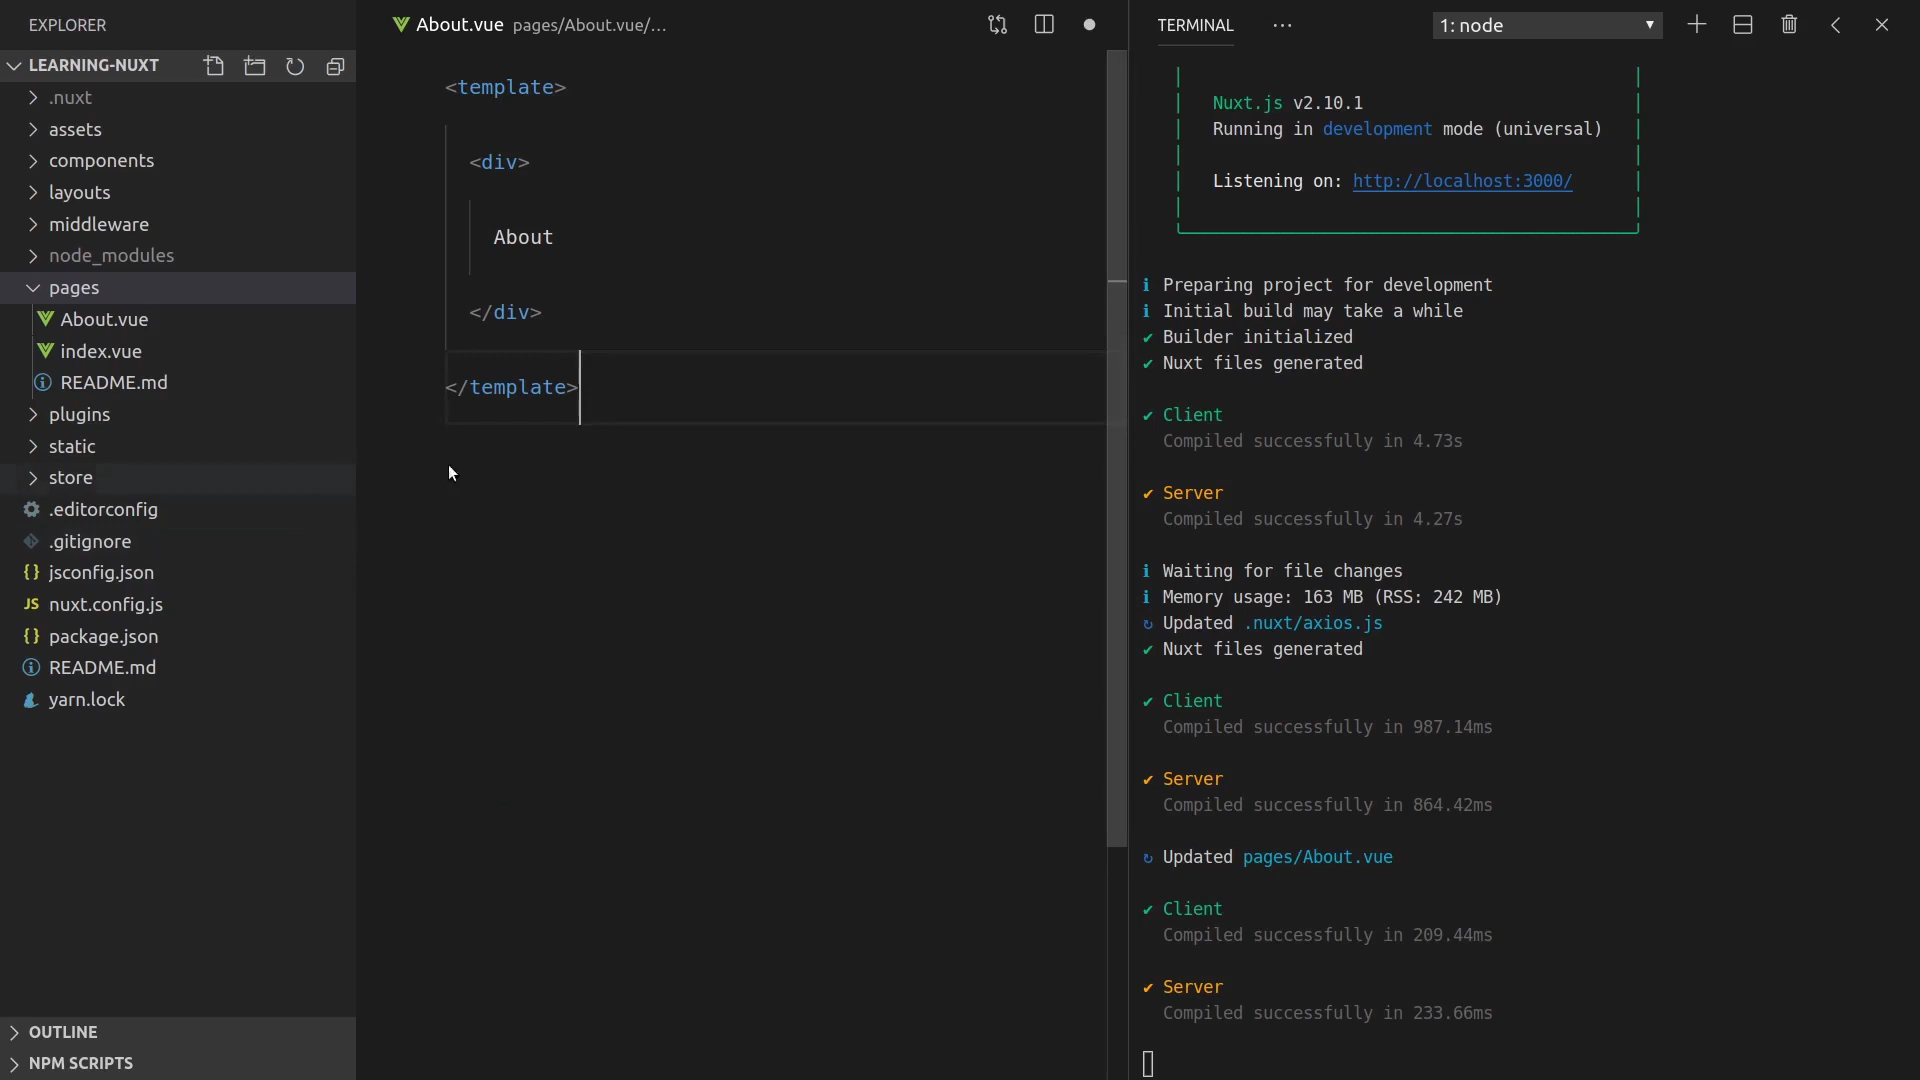 EXPLORER
LEARNING-NUXT
.nuxt
assets
components
layouts
middleware
node_modules
pages
About.vue
index.vue
README.md
plugins
static
store
.editorconfig
.gitignore
jsconfig.json
nuxt.config.js
package.json
README.md
yarn.lock
OUTLINE
NPM SCRIPTS
About.vue pages/About.vue/...
<template>
<div>
About
</div>
</template>
TERMINAL ... 1: node
Nuxt.js v2.10.1
Running in development mode (universal)
Listening on: http://localhost:3000/
ℹ Preparing project for development
ℹ Initial build may take a while
✔ Builder initialized
✔ Nuxt files generated
✔ Client
Compiled successfully in 4.73s
✔ Server
Compiled successfully in 4.27s
ℹ Waiting for file changes
ℹ Memory usage: 163 MB (RSS: 242 MB)
↻ Updated .nuxt/axios.js
✔ Nuxt files generated
✔ Client
Compiled successfully in 987.14ms
✔ Server
Compiled successfully in 864.42ms
↻ Updated pages/About.vue
✔ Client
Compiled successfully in 209.44ms
✔ Server
Compiled successfully in 233.66ms